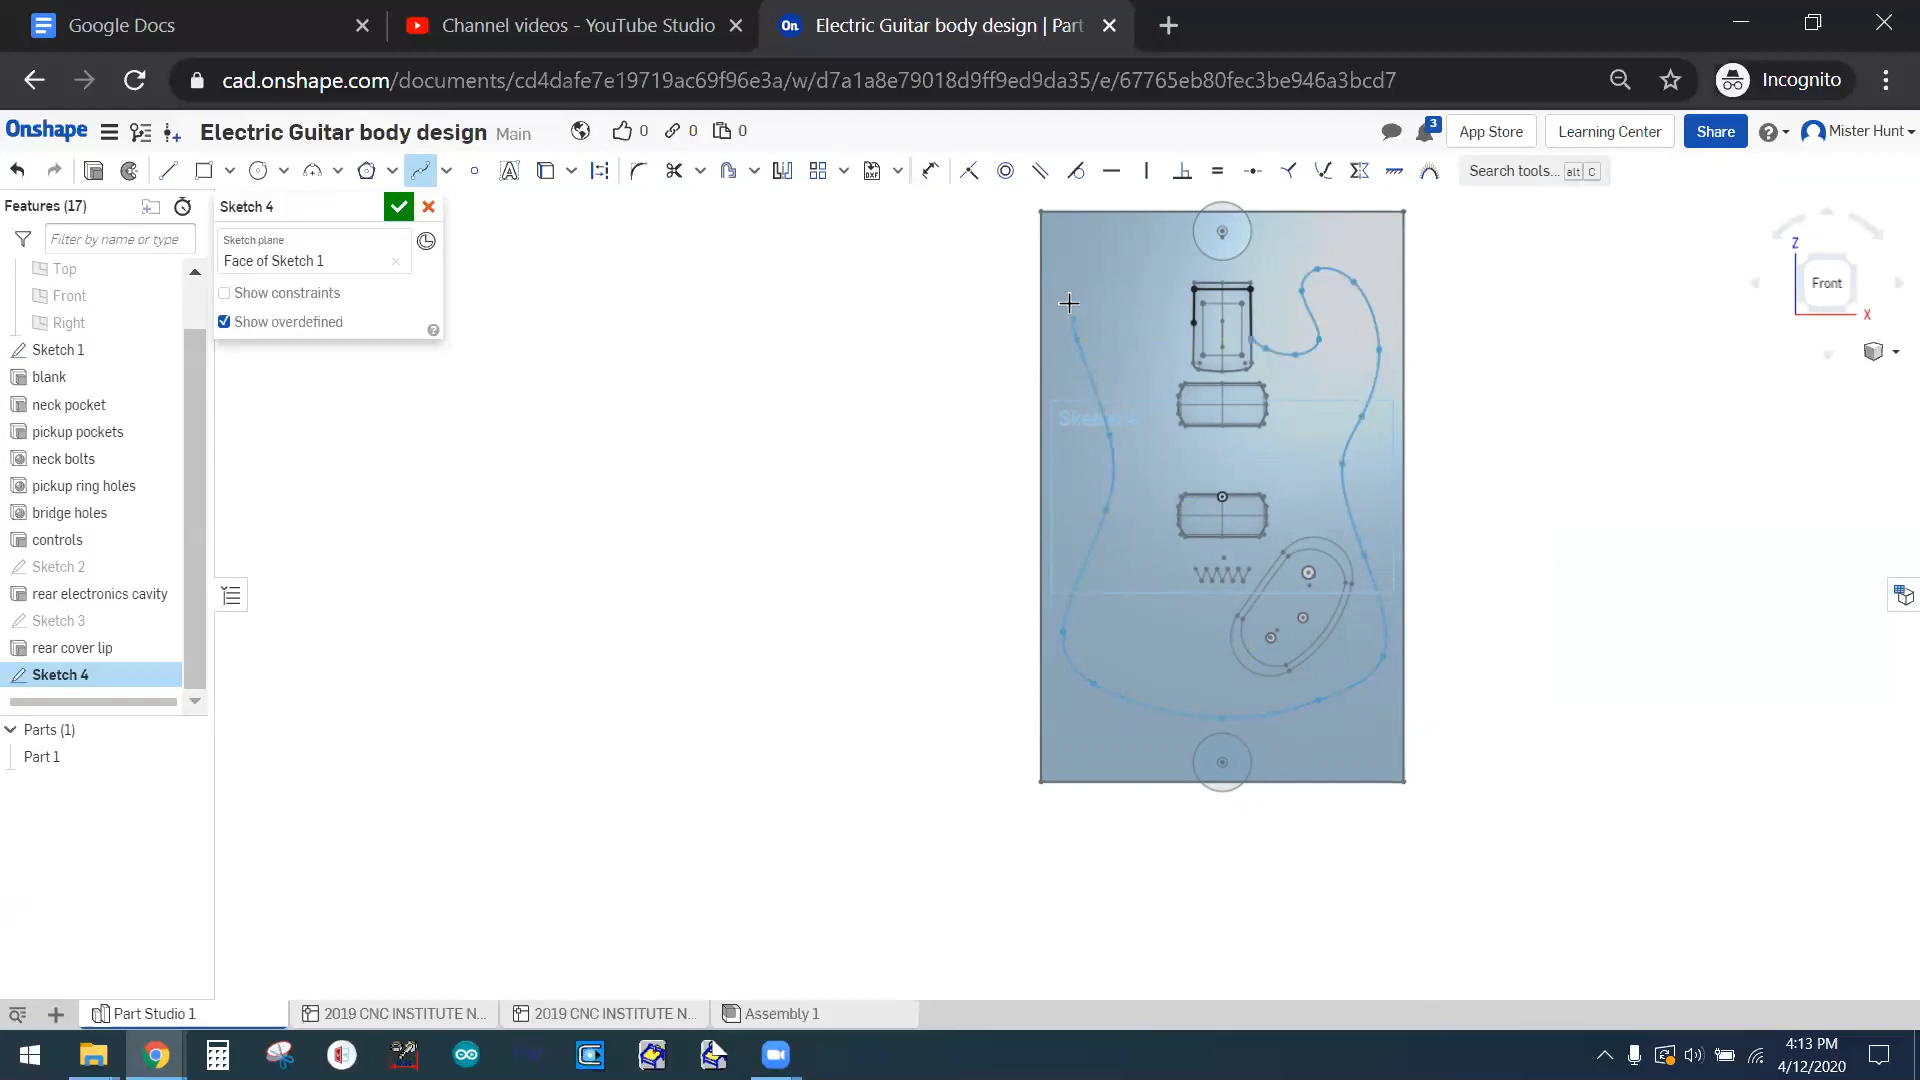 Google Docs
Channel videos - YouTube Studio
On
Electric Guitar body design | Part
cad.onshape.com/documents/cd4dafe7e19719ac69f96e3a/w/d7a1a8e79018d9ff9ed9da35/e/67765eb80fec3be946a3bcd7
Incognito
Onshape
Electric Guitar body design Main
0
0
0
3
App Store
Learning Center
Share
Mister Hunt
DXF
Search tools... alt C
Features (17)
Filter by name or type
Sketch 4
Sketch plane
Face of Sketch 1
Show constraints
Show overdefined
Top
Front
Right
Sketch 1
blank
neck pocket
pickup pockets
neck bolts
pickup ring holes
bridge holes
controls
Sketch 2
rear electronics cavity
Sketch 3
rear cover lip
Sketch 4
Parts (1)
Part 1
Sketch 4
Z
Front
X
Part Studio 1
2019 CNC INSTITUTE N...
2019 CNC INSTITUTE N...
Assembly 1
4:13 PM
4/12/2020